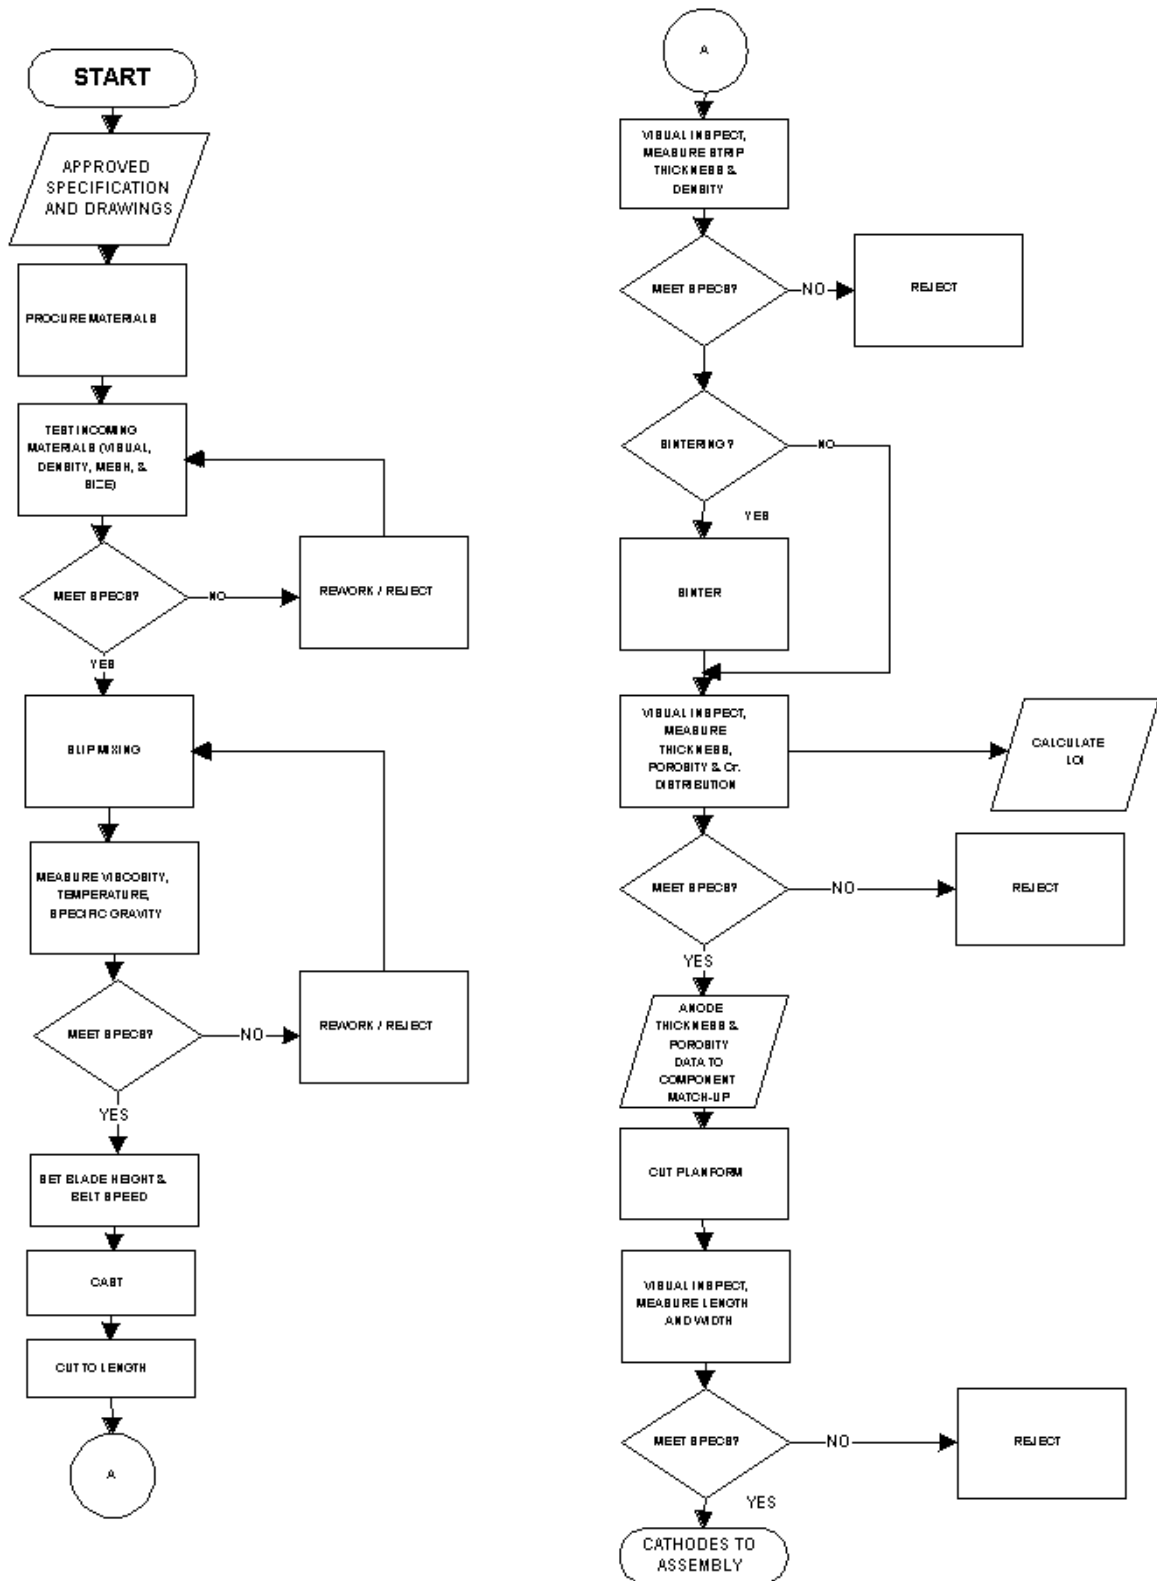 START
APPROVED
SPECIFICATION
AND DRAWINGS
PROCURE MATERIALS
TEST INCOMING
MATERIALS (VISUAL,
DENSITY, MESH, &
SIZE)
MEET SPECS?
NO
REWORK / REJECT
YES
SLIP MIXING
MEASURE VISCOSITY,
TEMPERATURE,
SPECIFIC GRAVITY
MEET SPECS?
NO
REWORK / REJECT
YES
SET BLADE HEIGHT &
BELT SPEED
CAST
CUT TO LENGTH
A
A
VISUAL INSPECT,
MEASURE STRIP
THICKNESS &
DENSITY
MEET SPECS?
NO
REJECT
SINTERING?
NO
YES
SINTER
VISUAL INSPECT,
MEASURE
THICKNESS,
POROSITY & Cr.
DISTRIBUTION
CALCULATE
LOI
MEET SPECS?
NO
REJECT
YES
ANODE
THICKNESS &
POROSITY
DATA TO
COMPONENT
MATCH-UP
CUT PLANFORM
VISUAL INSPECT,
MEASURE LENGTH
AND WIDTH
MEET SPECS?
NO
REJECT
YES
CATHODES TO
ASSEMBLY